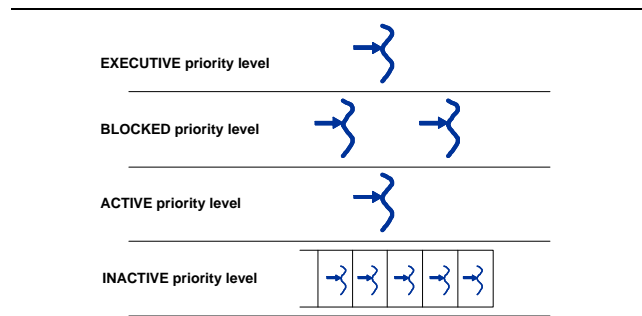 EXECUTIVE priority level
BLOCKED priority level
ACTIVE priority level
INACTIVE priority level